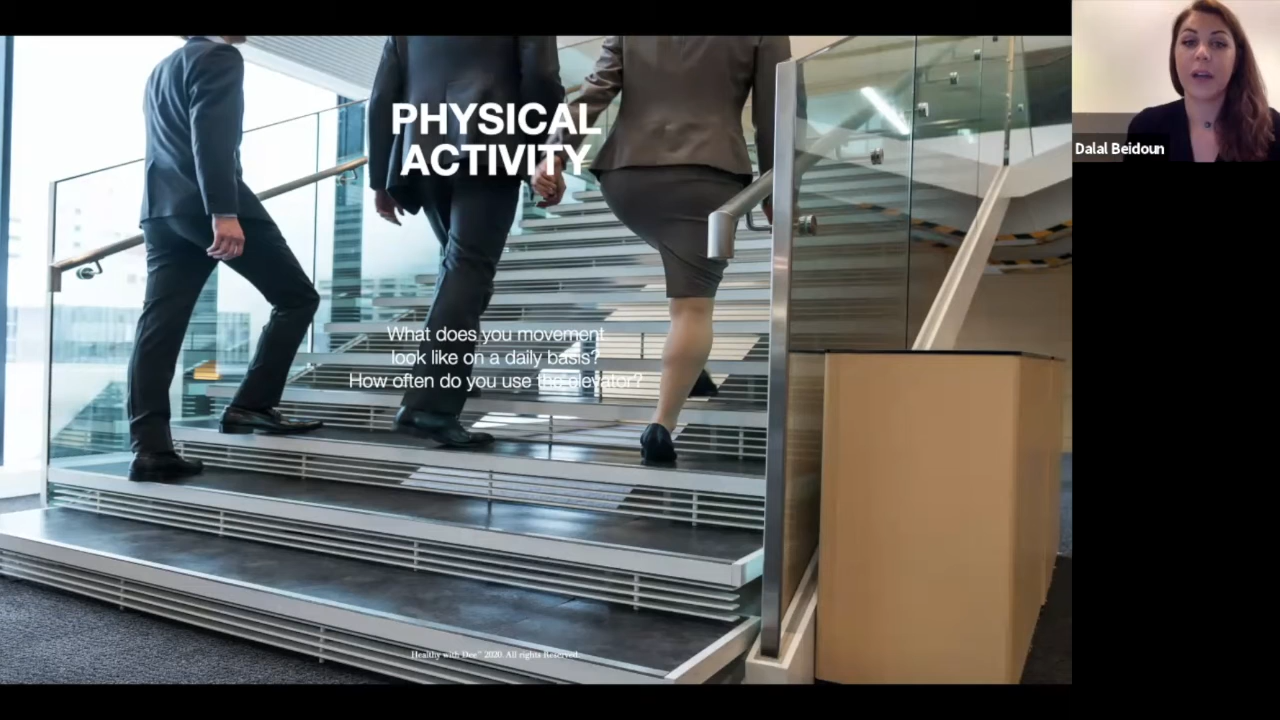 PHYSICAL
ACTIVITY
What does you movement
look like on a daily basis?
How often do you use the elevator?
Healthy with Dee™ 2020. All rights Reserved.
Dalal Beidoun